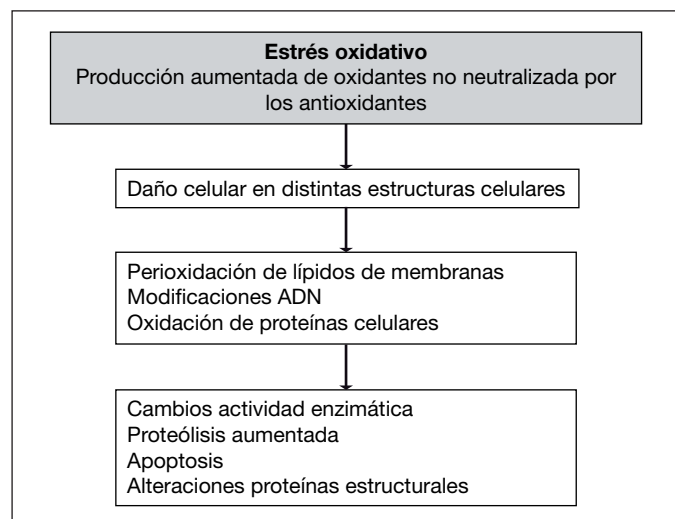 Estrés oxidativo
Producción aumentada de oxidantes no neutralizada por
los antioxidantes
Daño celular en distintas estructuras celulares
Perioxidación de lípidos de membranas
Modificaciones ADN
Oxidación de proteínas celulares
Cambios actividad enzimática
Proteólisis aumentada
Apoptosis
Alteraciones proteínas estructurales